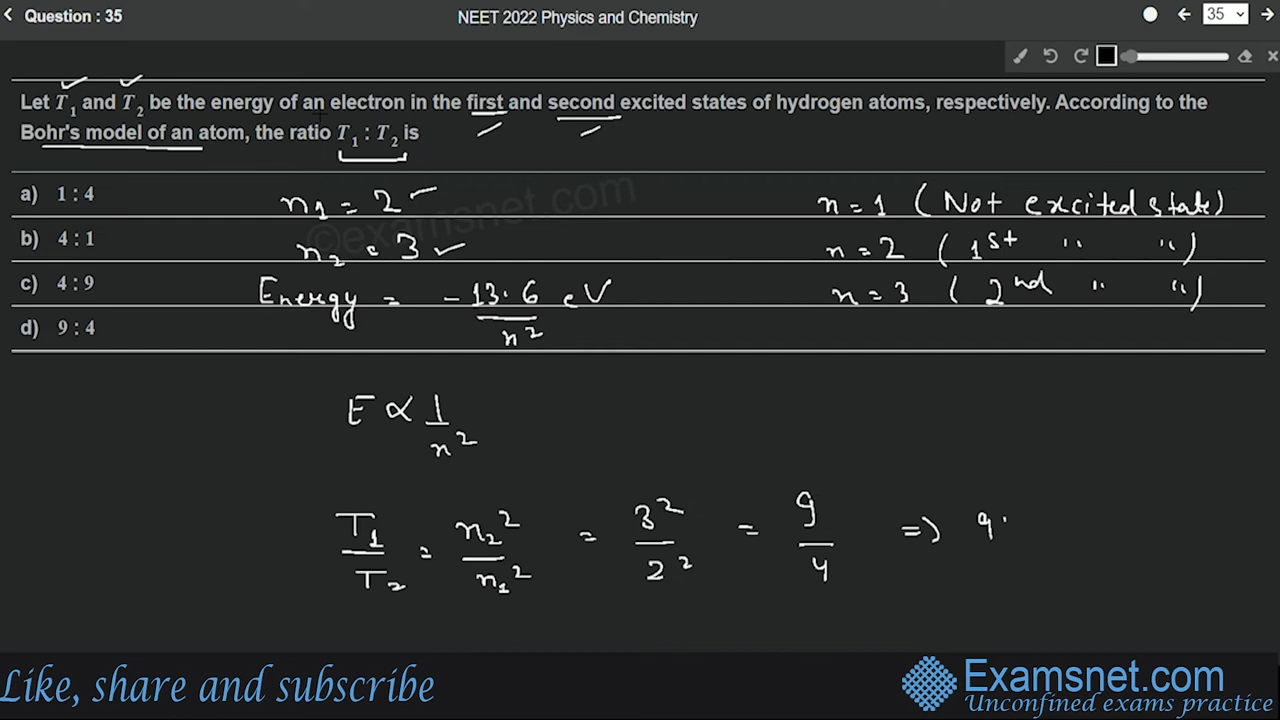 Question : 35
NEET 2022 Physics and Chemistry
35
Let T₁ and T₂ be the energy of an electron in the first and second excited states of hydrogen atoms, respectively. According to the
Bohr's model of an atom, the ratio T₁ : T₂ is
a) 1 : 4
n₁ = 2
n = 1 (Not excited state)
©examsnet.com
b) 4 : 1
n₂ = 3
n = 2 (1st " ")
c) 4 : 9
Energy = -13.6 eV
n²
n = 3 (2nd " ")
d) 9 : 4
E ∝ 1
n²
T₁ = n₂² = 3² = 9 => 9
T₂ n₁² 2² 4
Like, share and subscribe
Examsnet.com
Unconfined exams practice